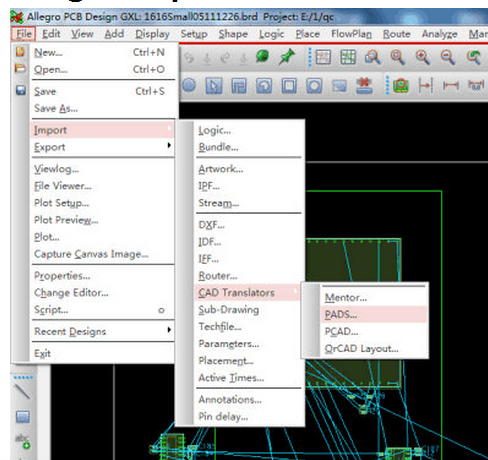 Allegro PCB Design GXL: 1616Small05111226.brd Project: E:/1/qc
File Edit View Add Display Setup Shape Logic Place FlowPlan Route Analyze
New... Ctrl+N
Open... Ctrl+O
Save Ctrl+S
Save As...
Import
Export
Viewlog...
File Viewer...
Plot Setup...
Plot Preview...
Plot...
Capture Canvas Image...
Properties...
Change Editor...
Script... o
Recent Designs
Exit
Logic...
Bundle...
Artwork...
IPF...
Stream...
DXF...
IDF...
IFF...
Router...
CAD Translators
Sub-Drawing
Techfile...
Parameters...
Placement...
Active Times...
Annotations...
Pin delay...
Mentor...
PADS...
PCAD...
OrCAD Layout...
abc